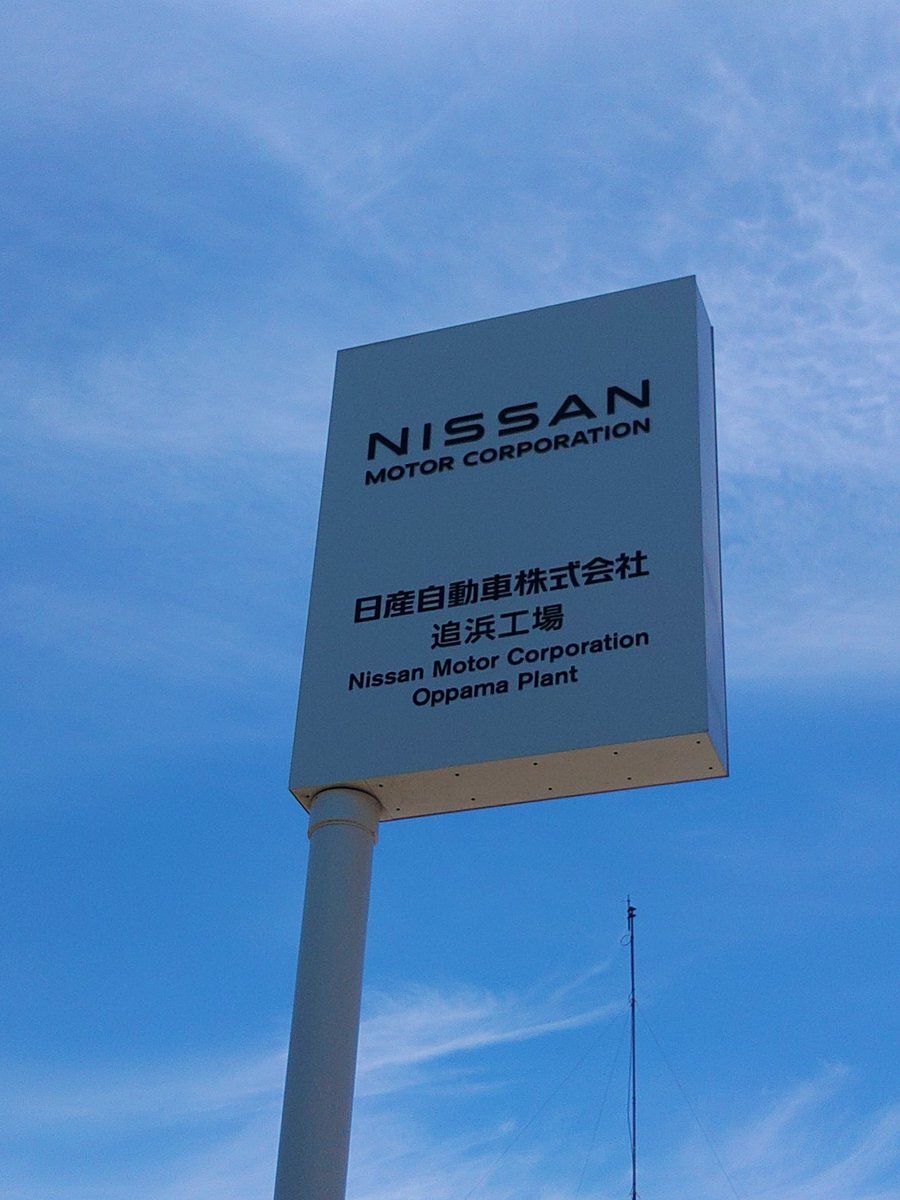 NISSAN
MOTOR CORPORATION
日産自動車株式会社
追浜工場
Nissan Motor Corporation
Oppama Plant